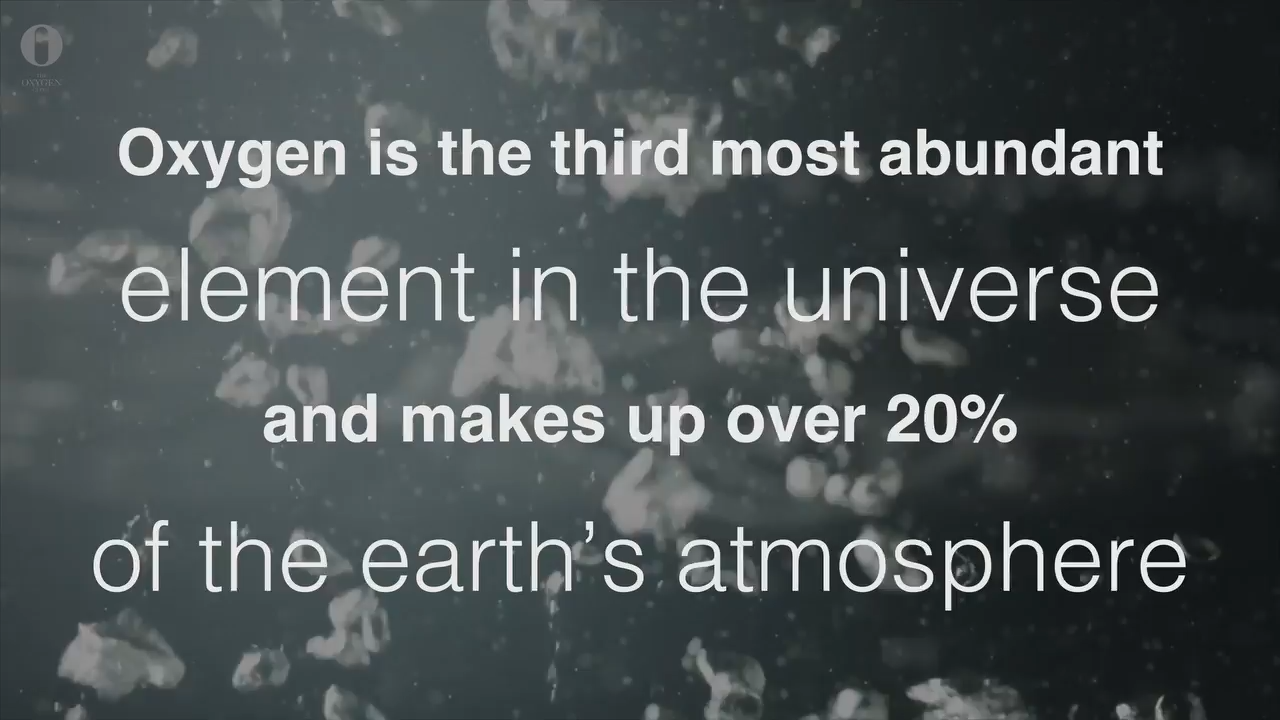 OXYGEN
Oxygen is the third most abundant
element in the universe
and makes up over 20%
of the earth’s atmosphere